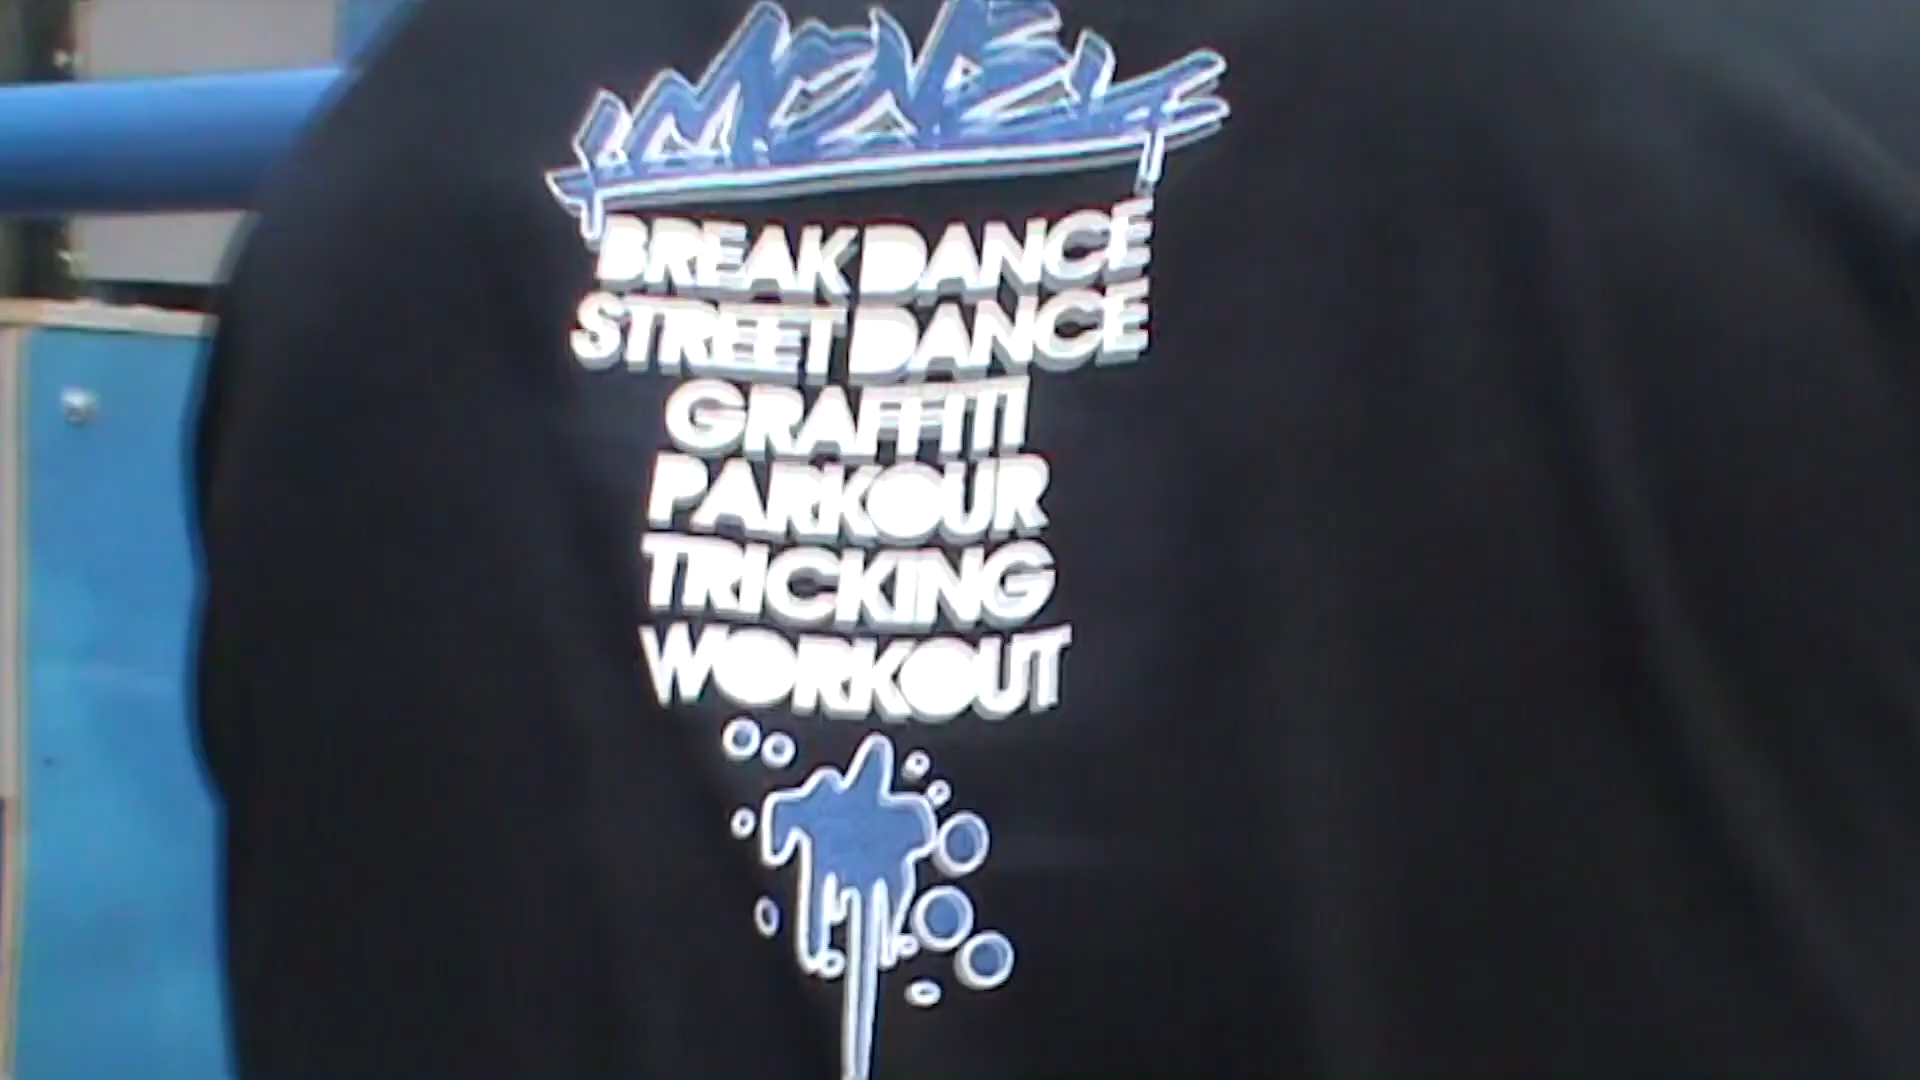 BREAK DANCE
STREET DANCE
GRAFFITI
PARKOUR
TRICKING
WORKOUT